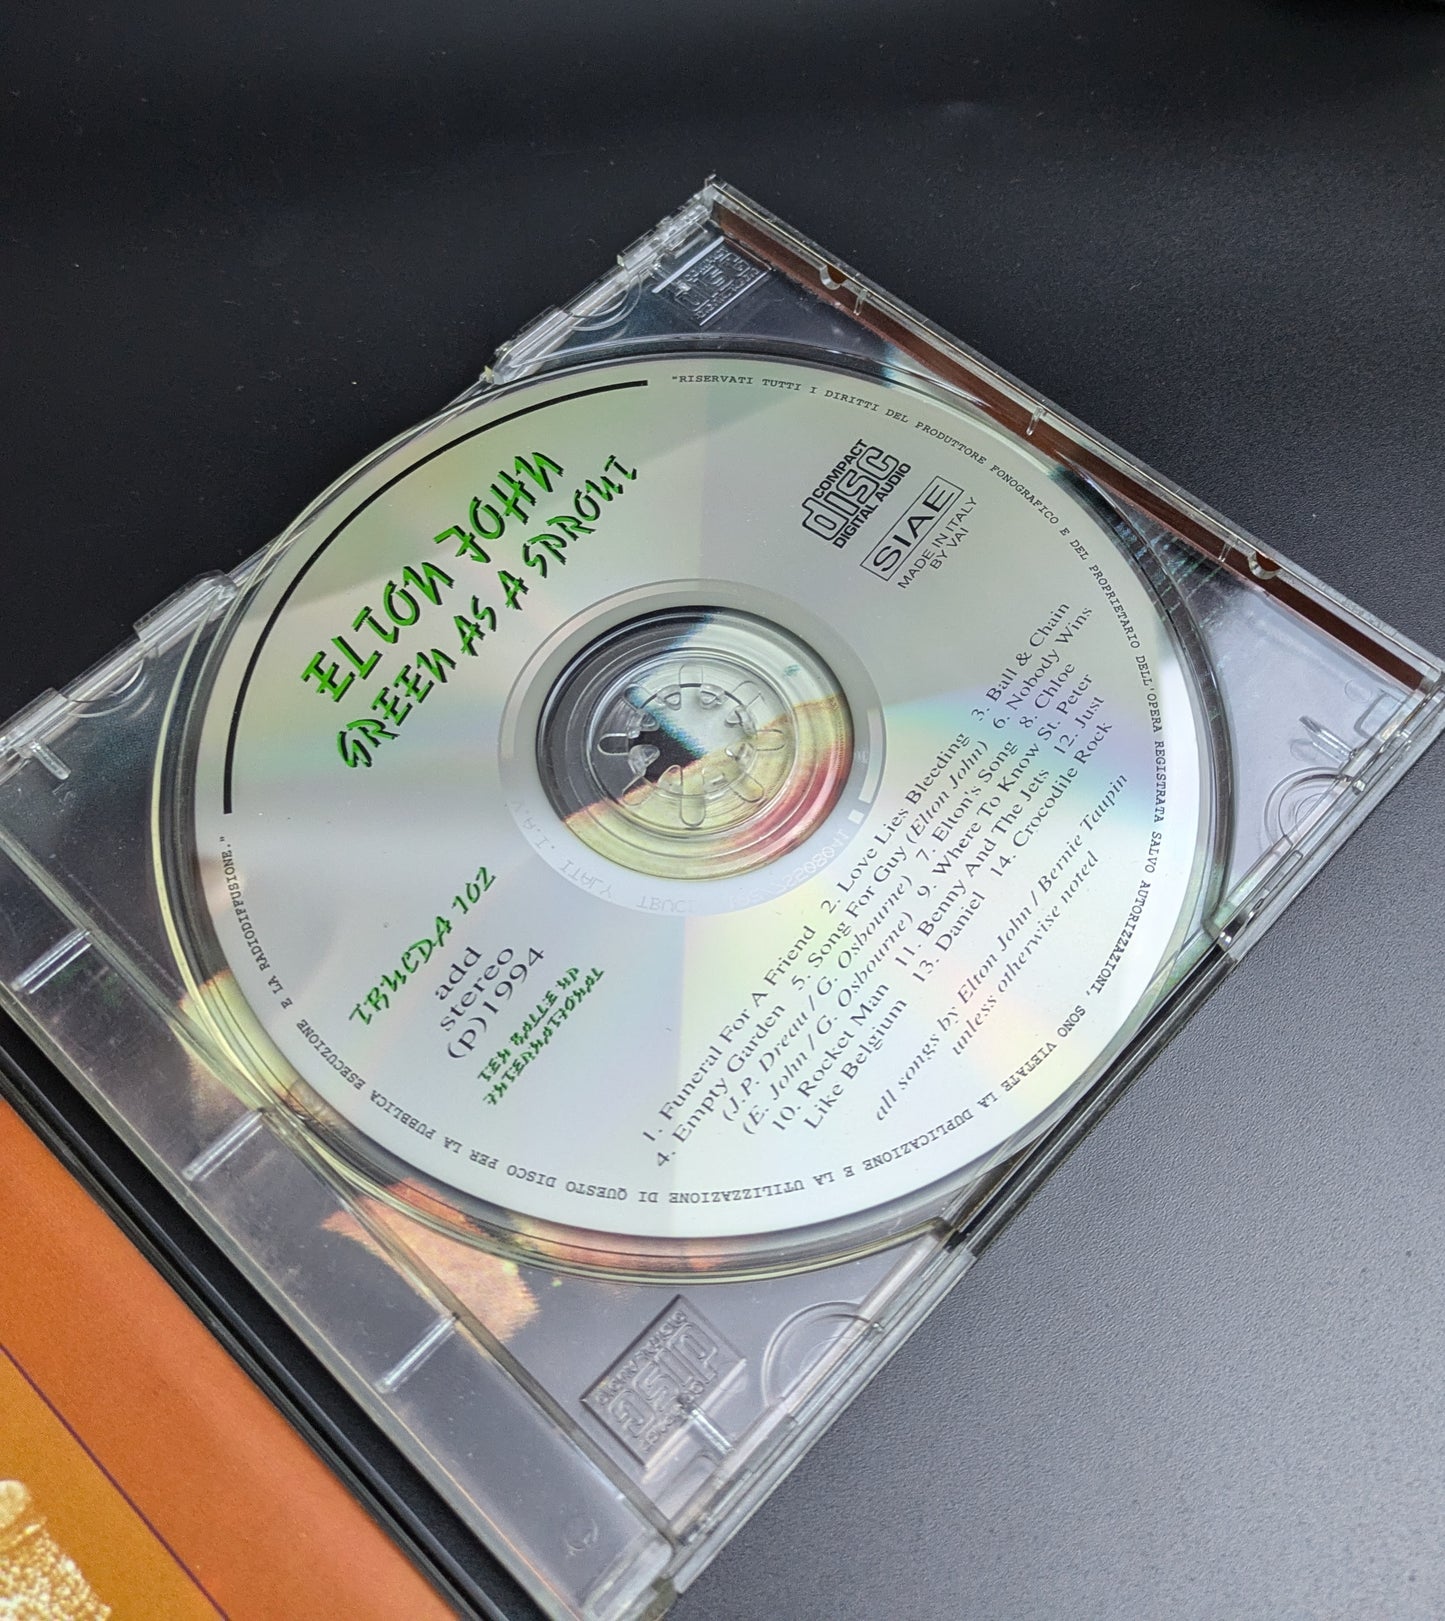 ELTON JOHN
GREEN AS A SPROUT
COMPACT
disc
DIGITAL AUDIO
SIAE
MADE IN ITALY
BY VAI
TBUCDA 102
add
stereo
(p)1994
TEN BALLE UP
INTERNATIONAL
1. Funeral For A Friend 2. Love Lies Bleeding 3. Ball & Chain
4. Empty Garden 5. Song For Guy (Elton John) 6. Nobody Wins
(J.P. Dreau / G. Osbourne) 7. Elton's Song 8. Chloe
(E. John / G. Osbourne) 9. Where To Know St. Peter
10. Rocket Man 11. Benny And The Jets 12. Just
Like Belgium 13. Daniel 14. Crocodile Rock
all songs by Elton John / Bernie Taupin
unless otherwise noted
"RISERVATI TUTTI I DIRITTI DEL PRODUTTORE FONOGRAFICO E DEL PROPRIETARIO DELL'OPERA REGISTRATA SALVO AUTORIZZAZIONI, SONO VIETATE LA DUPLICAZIONE E LA UTILIZZAZIONE DI QUESTO DISCO PER LA PUBBLICA ESECUZIONE E LA RADIODIFFUSIONE."
V.A.I. ITALY
disc